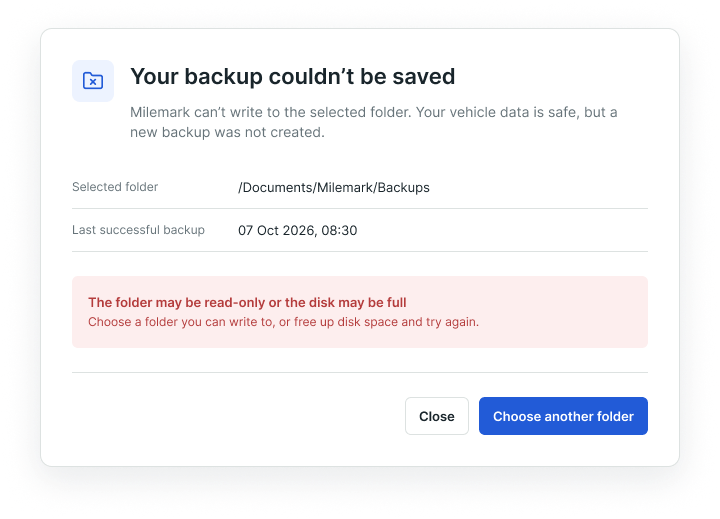 Your backup couldn’t be saved
Milemark can’t write to the selected folder. Your vehicle data is safe, but a
new backup was not created.
Selected folder /Documents/Milemark/Backups
Last successful backup 07 Oct 2026, 08:30
The folder may be read-only or the disk may be full
Choose a folder you can write to, or free up disk space and try again.
Close Choose another folder